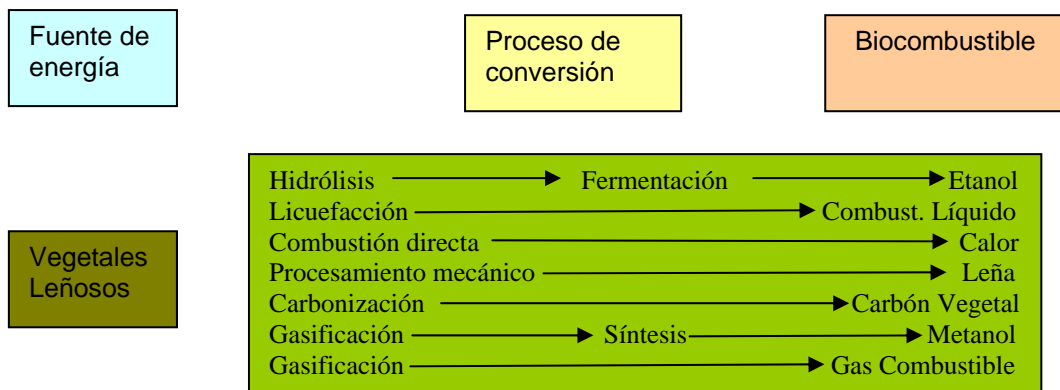 Fuente de
energía
Proceso de
conversión
Biocombustible
Vegetales
Leñosos
Hidrólisis Fermentación Etanol
Licuefacción Combust. Líquido
Combustión directa Calor
Procesamiento mecánico Leña
Carbonización Carbón Vegetal
Gasificación Síntesis Metanol
Gasificación Gas Combustible